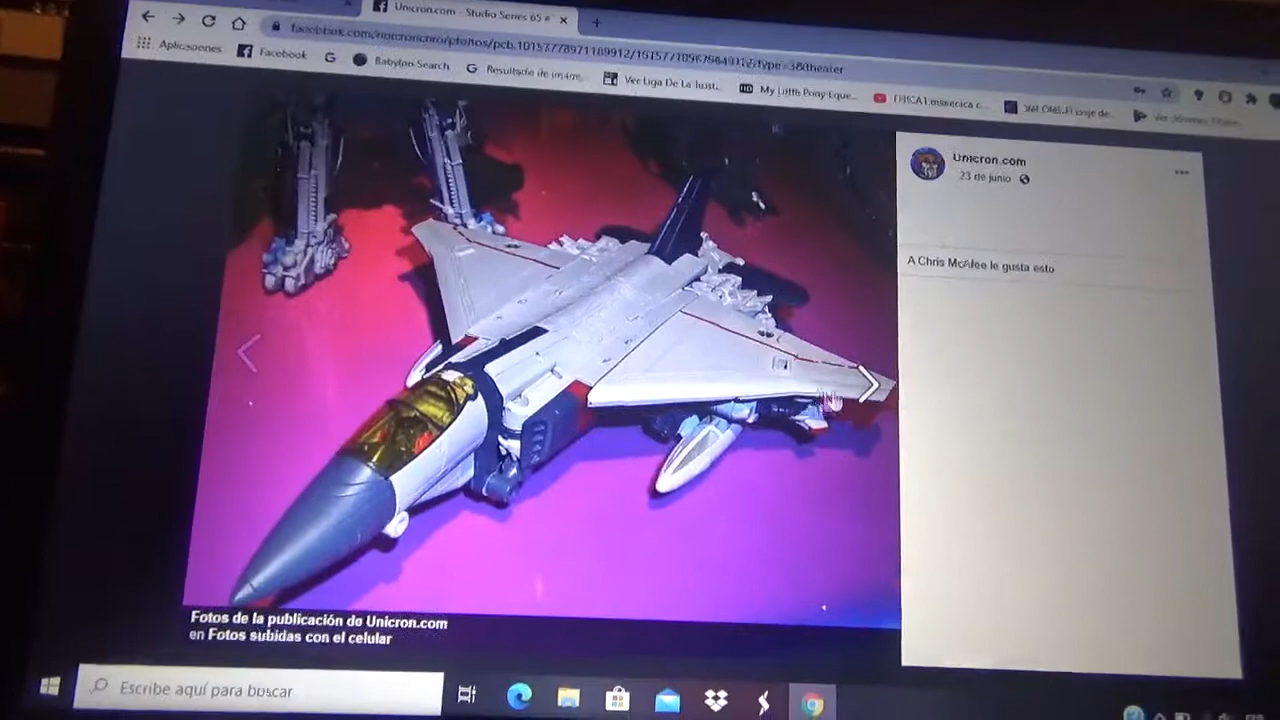 Unicron.com - Studio Series 65
Aplicaciones
Facebook
G
Babylon Search
Resultado de imáge...
Ver Liga De La Justi...
HD
My Little Pony Eque...
Unicron.com
23 de junio
A Chris McAfee le gusta esto
Fotos de la publicación de Unicron.com
en Fotos subidas con el celular
Escribe aquí para buscar